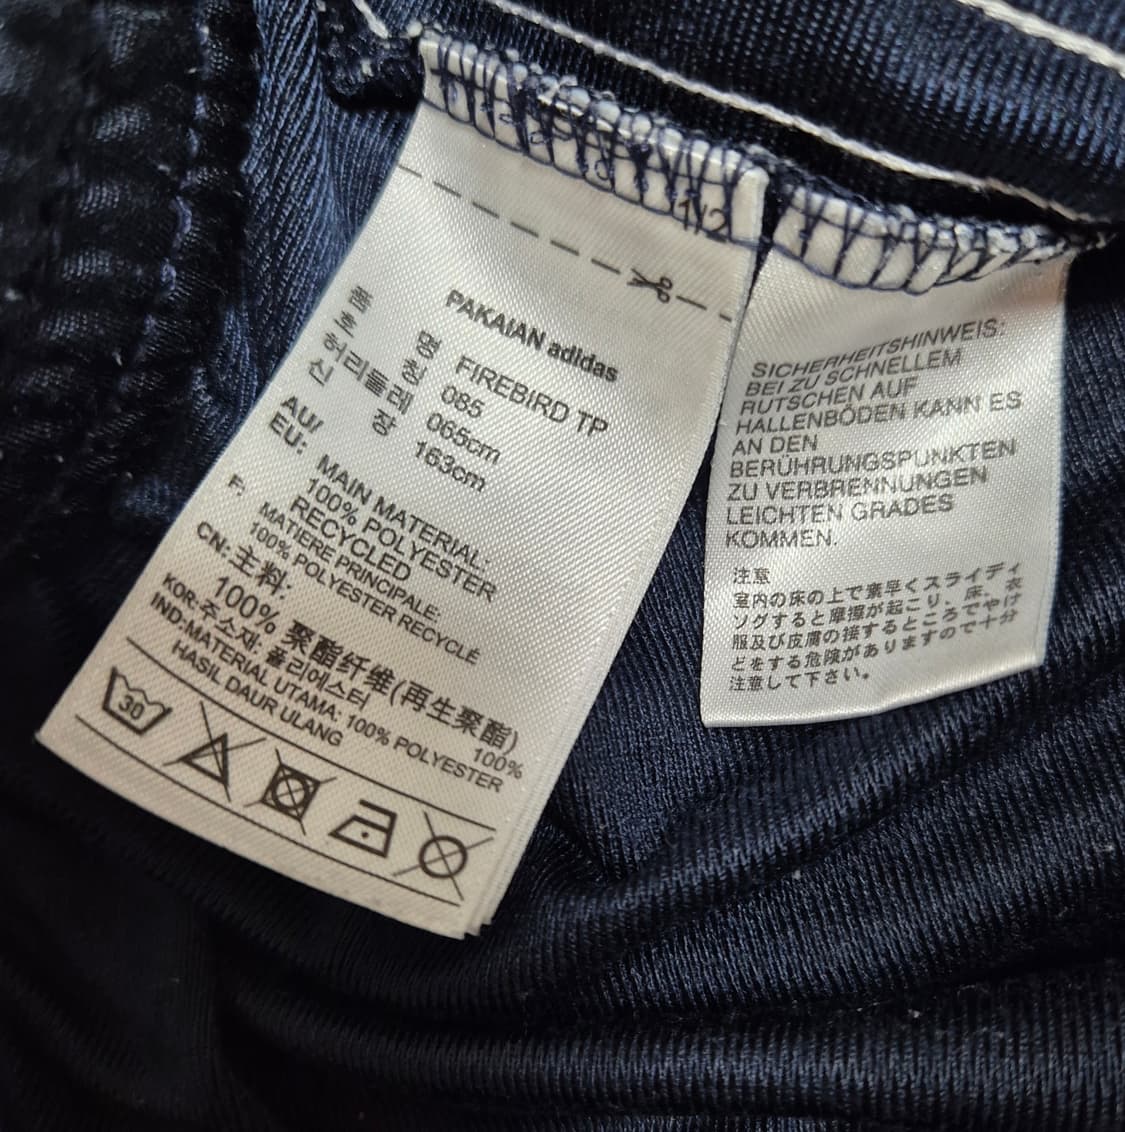 1/2
PAKAIAN adidas
품 명 FIREBIRD TP
호 칭 085
허리둘레 065cm
신 장 163cm
AU/
EU: MAIN MATERIAL:
100% POLYESTER
RECYCLED
F: MATIERE PRINCIPALE:
100% POLYESTER RECYCLÉ
CN: 主料:
100% 聚酯纤维(再生聚酯)
KOR: 주소재: 폴리에스터 100%
IND: MATERIAL UTAMA: 100% POLYESTER
HASIL DAUR ULANG
30
SICHERHEITSHINWEIS:
BEI ZU SCHNELLEM
RUTSCHEN AUF
HALLENBÖDEN KANN ES
AN DEN
BERÜHRUNGSPUNKTEN
ZU VERBRENNUNGEN
LEICHTEN GRADES
KOMMEN.
注意
室内の床の上で素早くスライディ
ングすると摩擦が起こり、床、衣
服及び皮膚の接するところでやけ
どをする危険がありますので十分
注意して下さい。